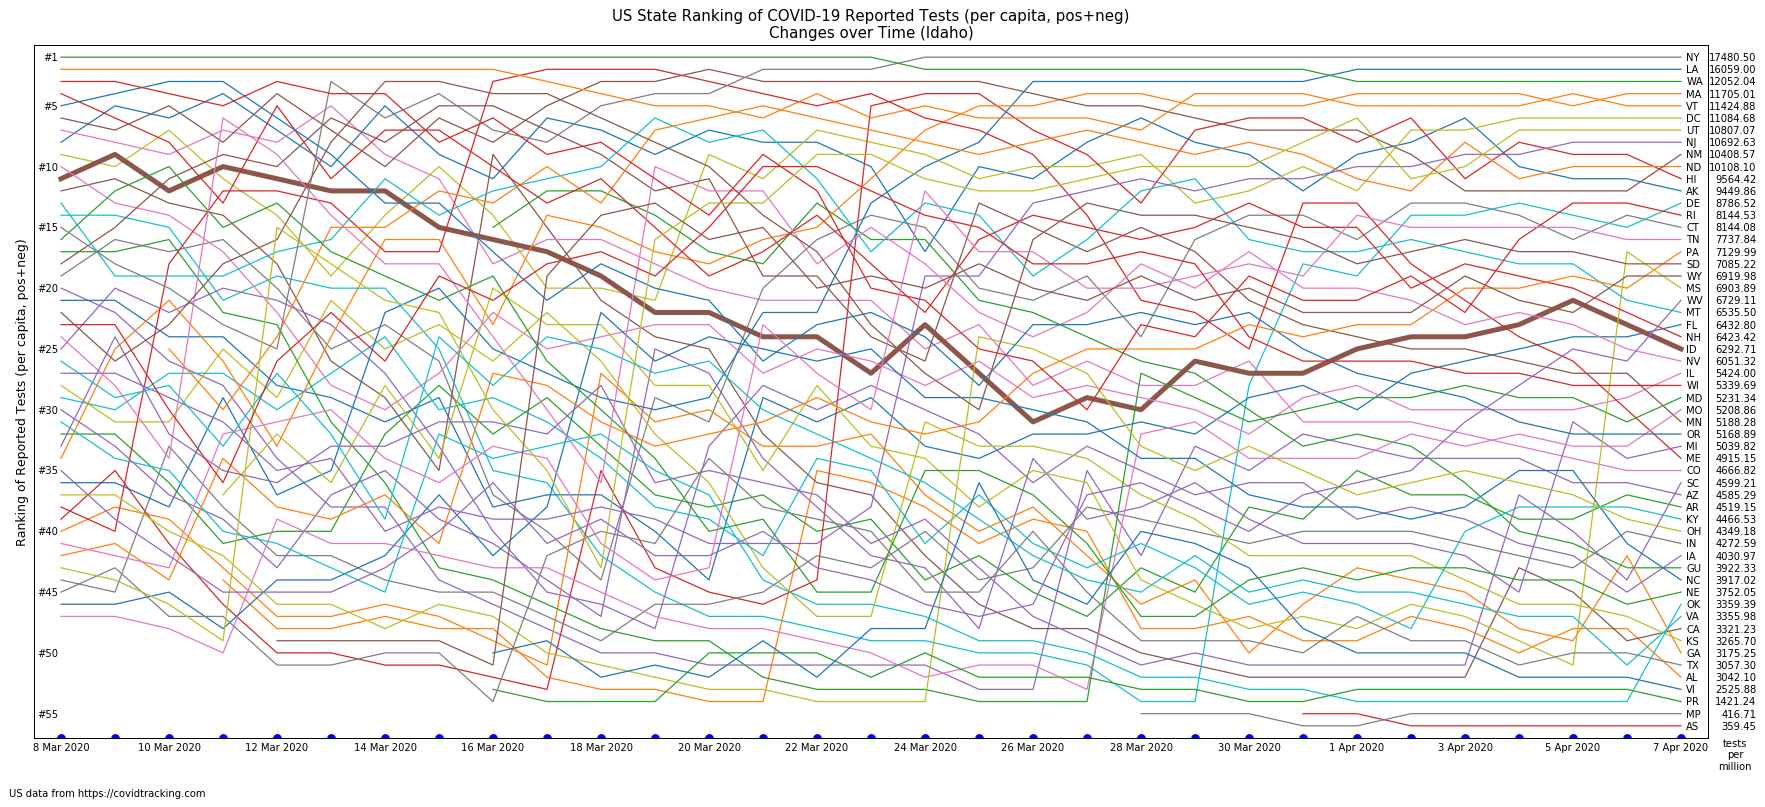 US State Ranking of COVID-19 Reported Tests (per capita, pos+neg)
Changes over Time (Idaho)
Ranking of Reported Tests (per capita, pos+neg)
#1
#5
#10
#15
#20
#25
#30
#35
#40
#45
#50
#55
NY 17480.50
LA 16059.00
WA 12052.04
MA 11705.01
VT 11424.88
DC 11084.68
UT 10807.07
NJ 10692.63
NM 10408.57
ND 10108.10
HI 9564.42
AK 9449.86
DE 8786.52
RI 8144.53
CT 8144.08
TN 7737.84
PA 7129.99
SD 7085.22
WY 6919.98
MS 6903.89
WV 6729.11
MT 6535.50
FL 6432.80
NH 6423.42
ID 6292.71
NV 6051.32
IL 5424.00
WI 5339.69
MD 5231.34
MO 5208.86
MN 5188.28
OR 5168.89
MI 5039.82
ME 4915.15
CO 4666.82
SC 4599.21
AZ 4585.29
AR 4519.15
KY 4466.53
OH 4349.18
IN 4272.59
IA 4030.97
GU 3922.33
NC 3917.02
NE 3752.05
OK 3359.39
VA 3355.98
CA 3321.23
KS 3265.70
GA 3175.25
TX 3057.30
AL 3042.10
VI 2525.88
PR 1421.24
MP 416.71
AS 359.45
8 Mar 2020 10 Mar 2020 12 Mar 2020 14 Mar 2020 16 Mar 2020 18 Mar 2020 20 Mar 2020 22 Mar 2020 24 Mar 2020 26 Mar 2020 28 Mar 2020 30 Mar 2020 1 Apr 2020 3 Apr 2020 5 Apr 2020 7 Apr 2020
tests
per
million
US data from https://covidtracking.com